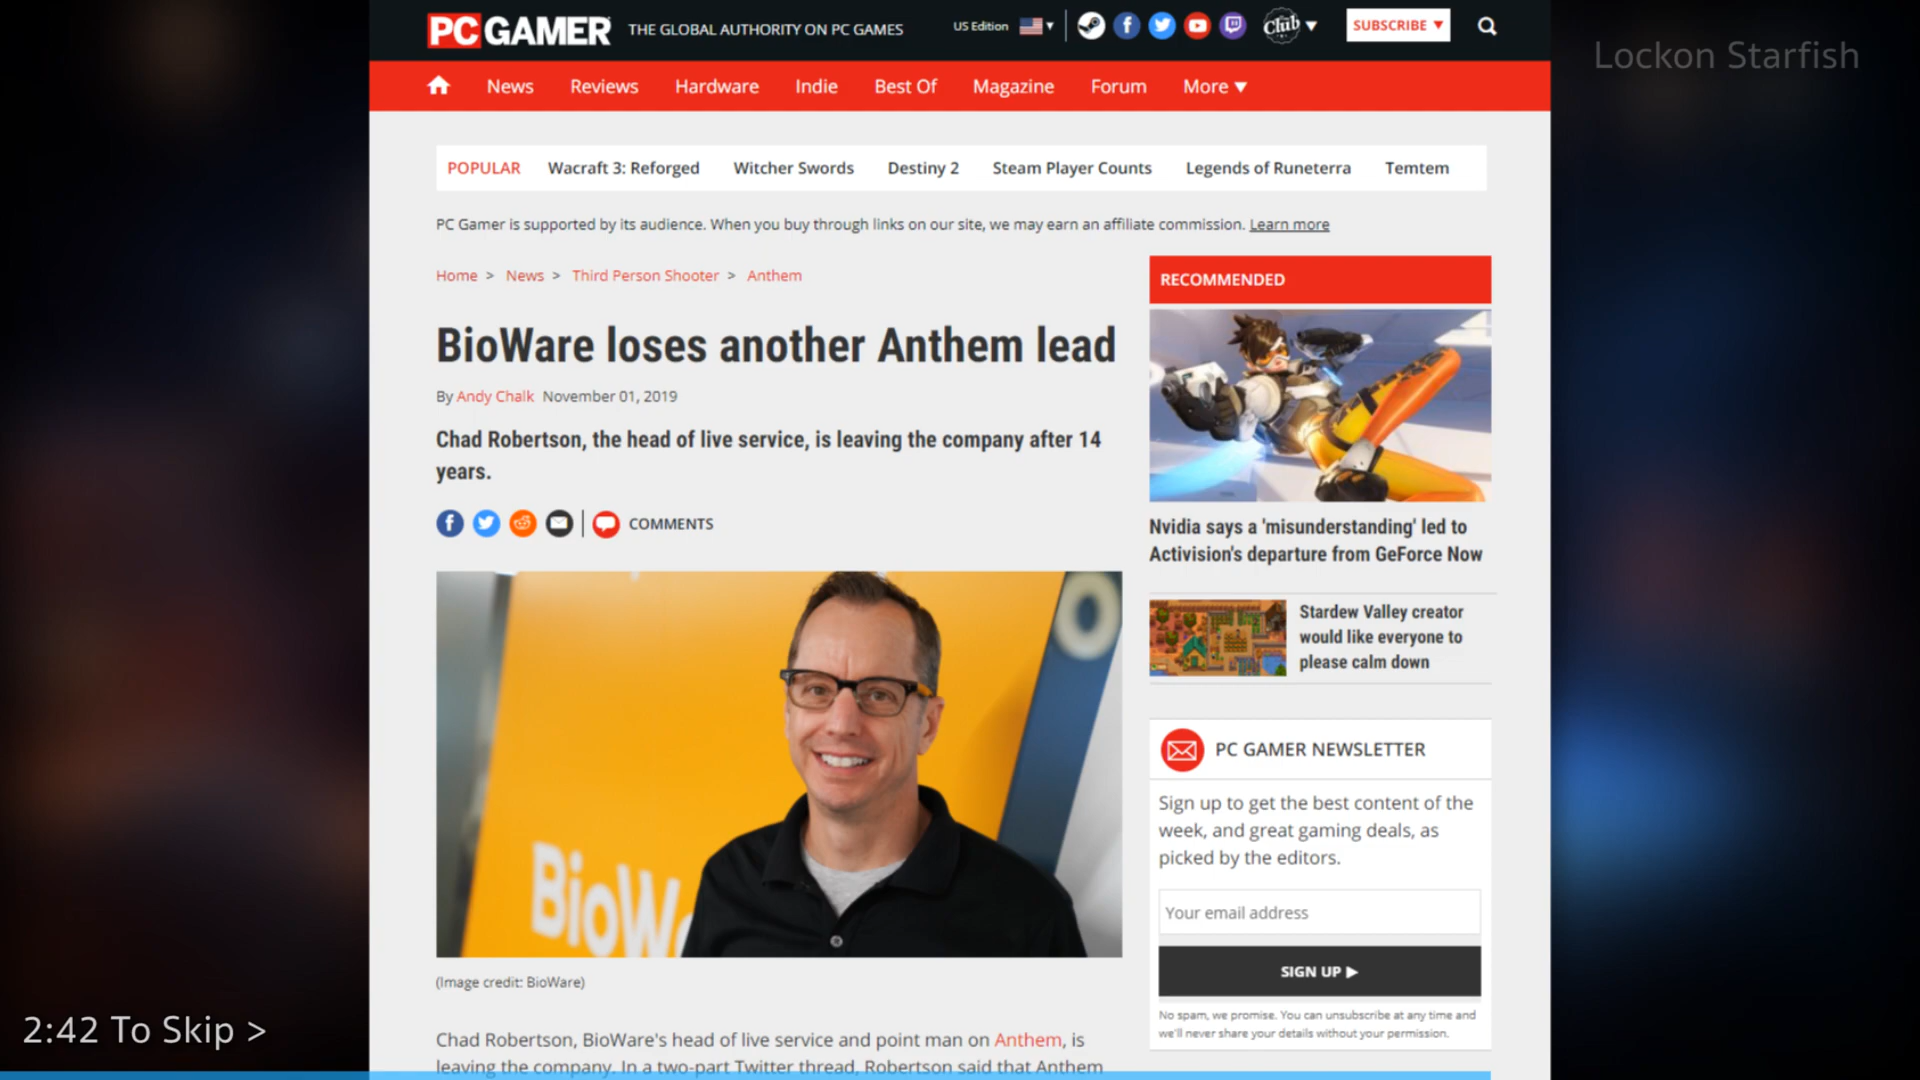 PC GAMER THE GLOBAL AUTHORITY ON PC GAMES US Edition Club SUBSCRIBE
Lockon Starfish
News Reviews Hardware Indie Best Of Magazine Forum More
POPULAR Wacraft 3: Reforged Witcher Swords Destiny 2 Steam Player Counts Legends of Runeterra Temtem
PC Gamer is supported by its audience. When you buy through links on our site, we may earn an affiliate commission. Learn more
Home > News > Third Person Shooter > Anthem
BioWare loses another Anthem lead
By Andy Chalk November 01, 2019
Chad Robertson, the head of live service, is leaving the company after 14
years.
COMMENTS
BioWa
(Image credit: BioWare)
Chad Robertson, BioWare's head of live service and point man on Anthem, is
leaving the company. In a two-part Twitter thread, Robertson said that Anthem
RECOMMENDED
Nvidia says a 'misunderstanding' led to
Activision's departure from GeForce Now
Stardew Valley creator
would like everyone to
please calm down
PC GAMER NEWSLETTER
Sign up to get the best content of the
week, and great gaming deals, as
picked by the editors.
Your email address
SIGN UP
No spam, we promise. You can unsubscribe at any time and
we'll never share your details without your permission.
2:42 To Skip >